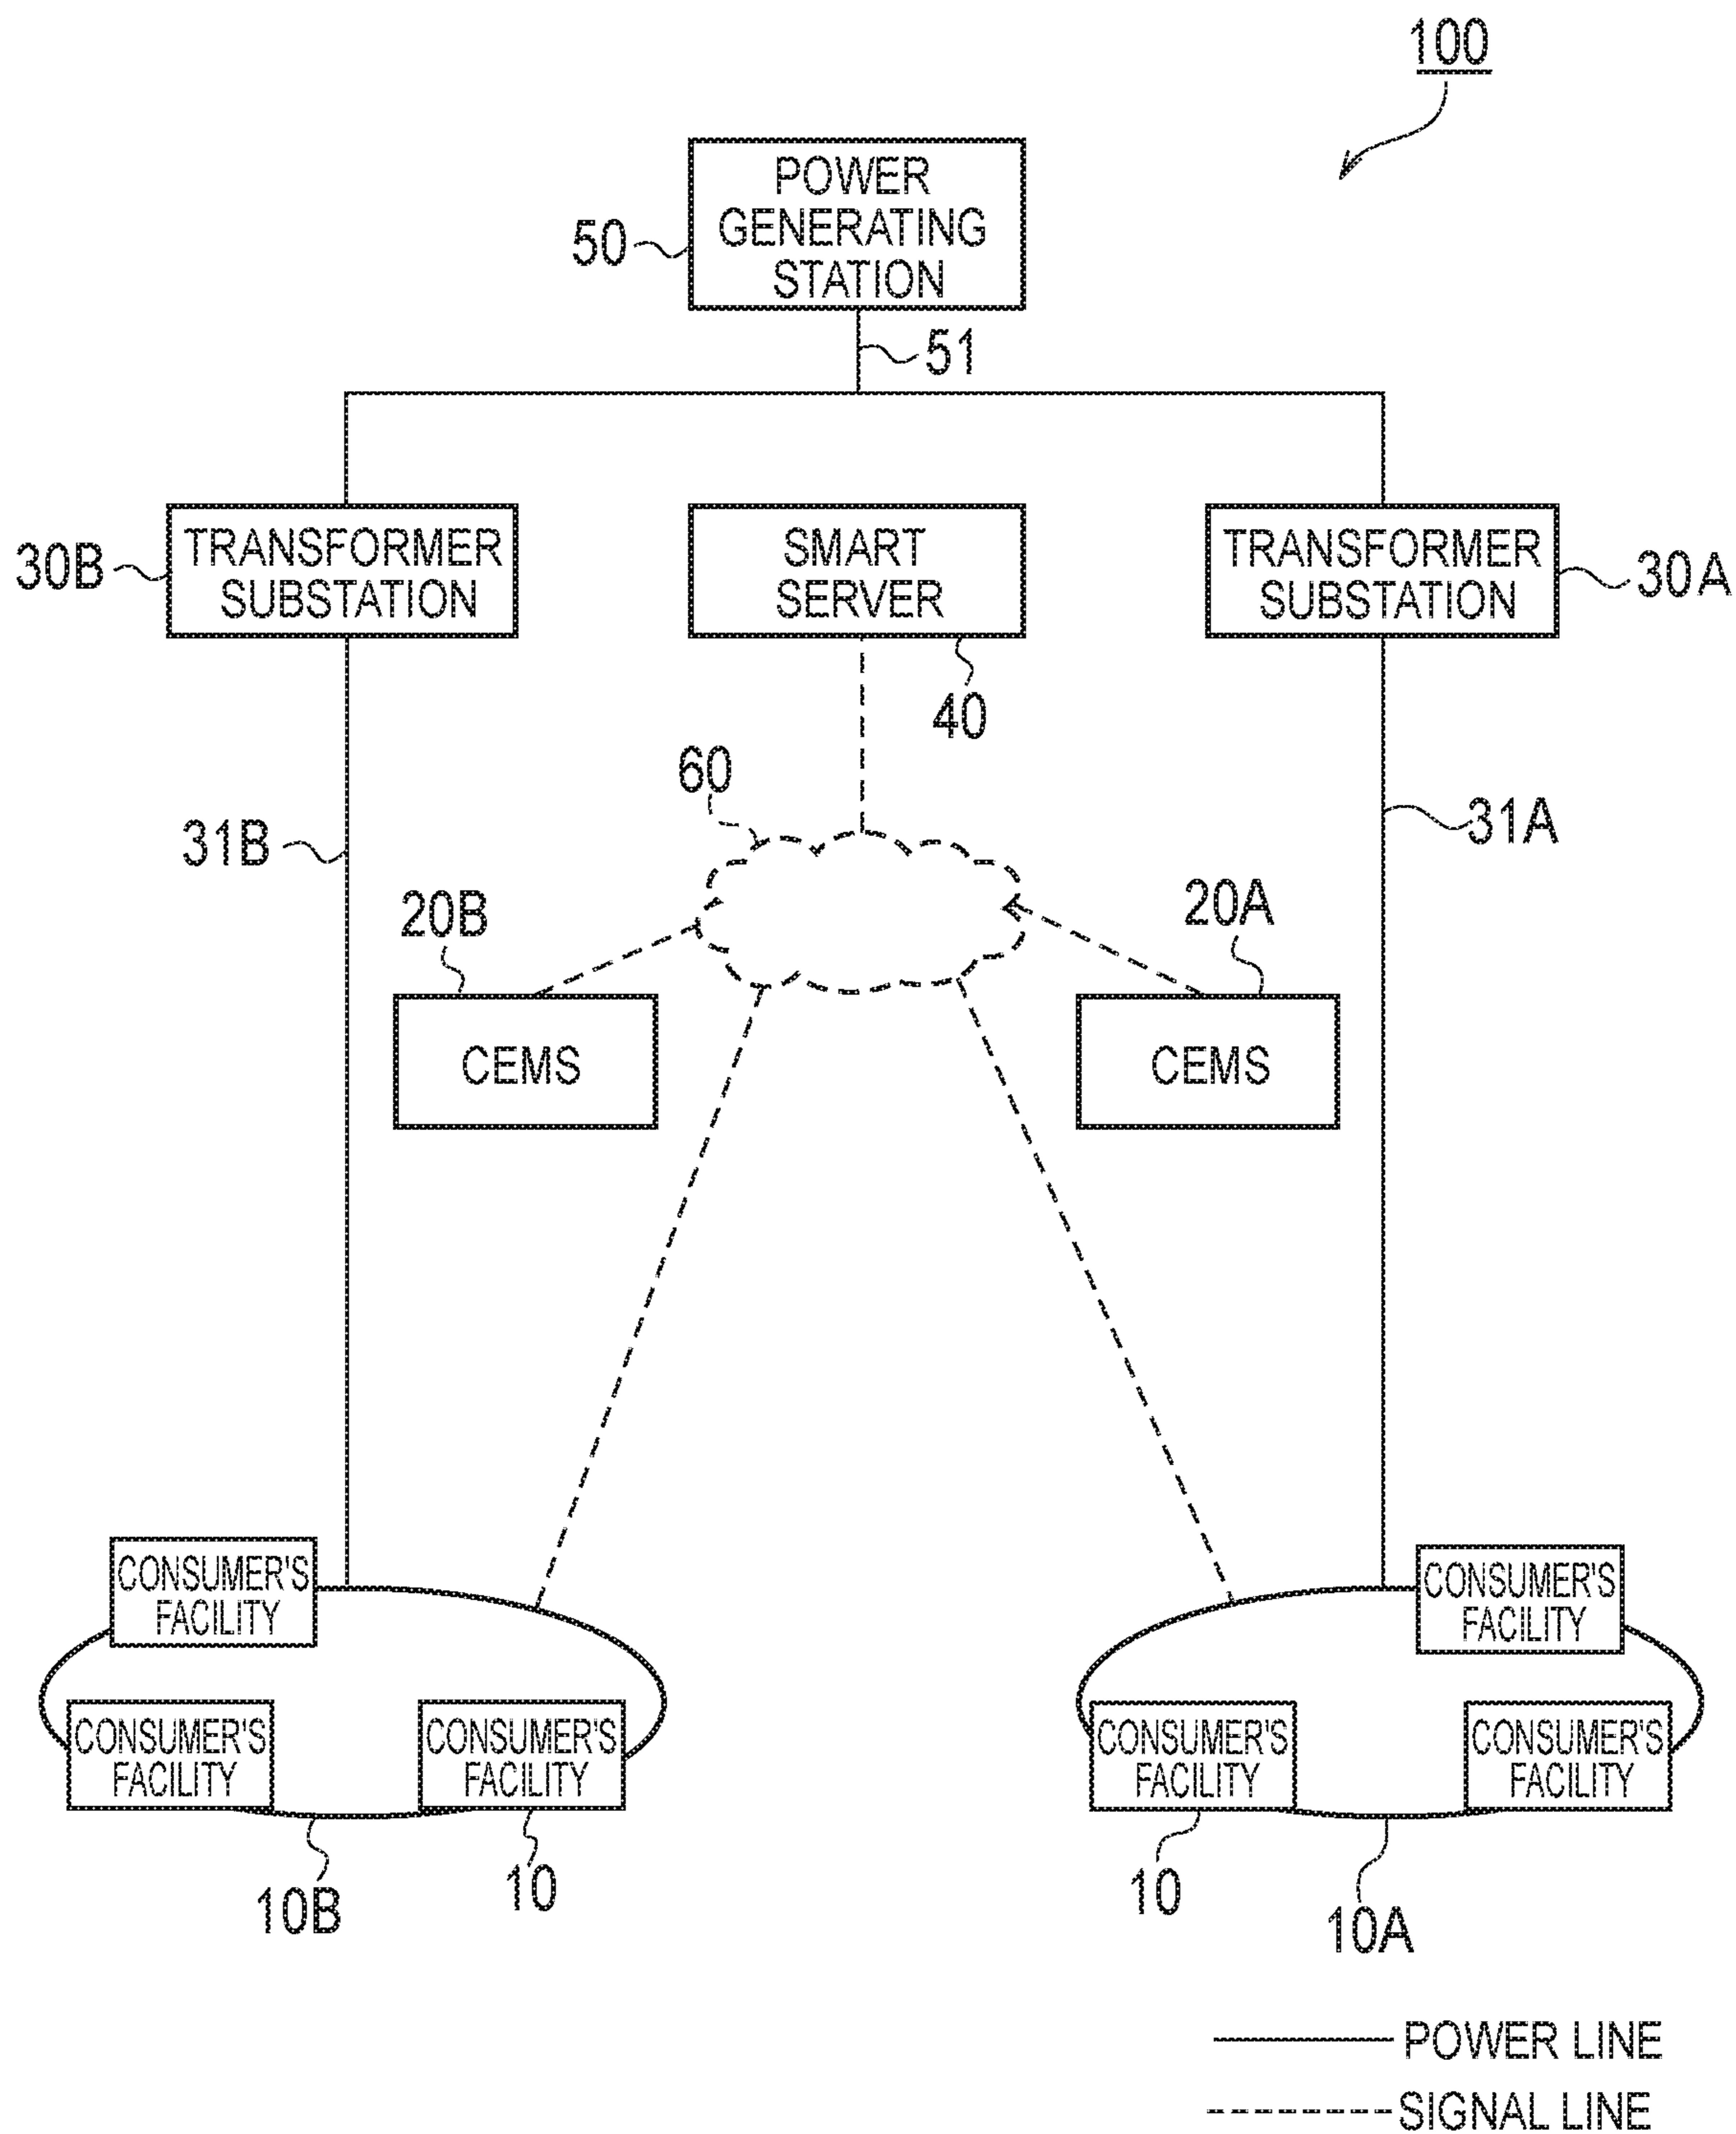 100
POWER
GENERATING
STATION
50
51
30B
TRANSFORMER
SUBSTATION
SMART
SERVER
TRANSFORMER
SUBSTATION
30A
40
60
31B
31A
20B
20A
CEMS
CEMS
CONSUMER'S
FACILITY
CONSUMER'S
FACILITY
CONSUMER'S
FACILITY
CONSUMER'S
FACILITY
CONSUMER'S
FACILITY
CONSUMER'S
FACILITY
10B
10
10
10A
POWER LINE
SIGNAL LINE